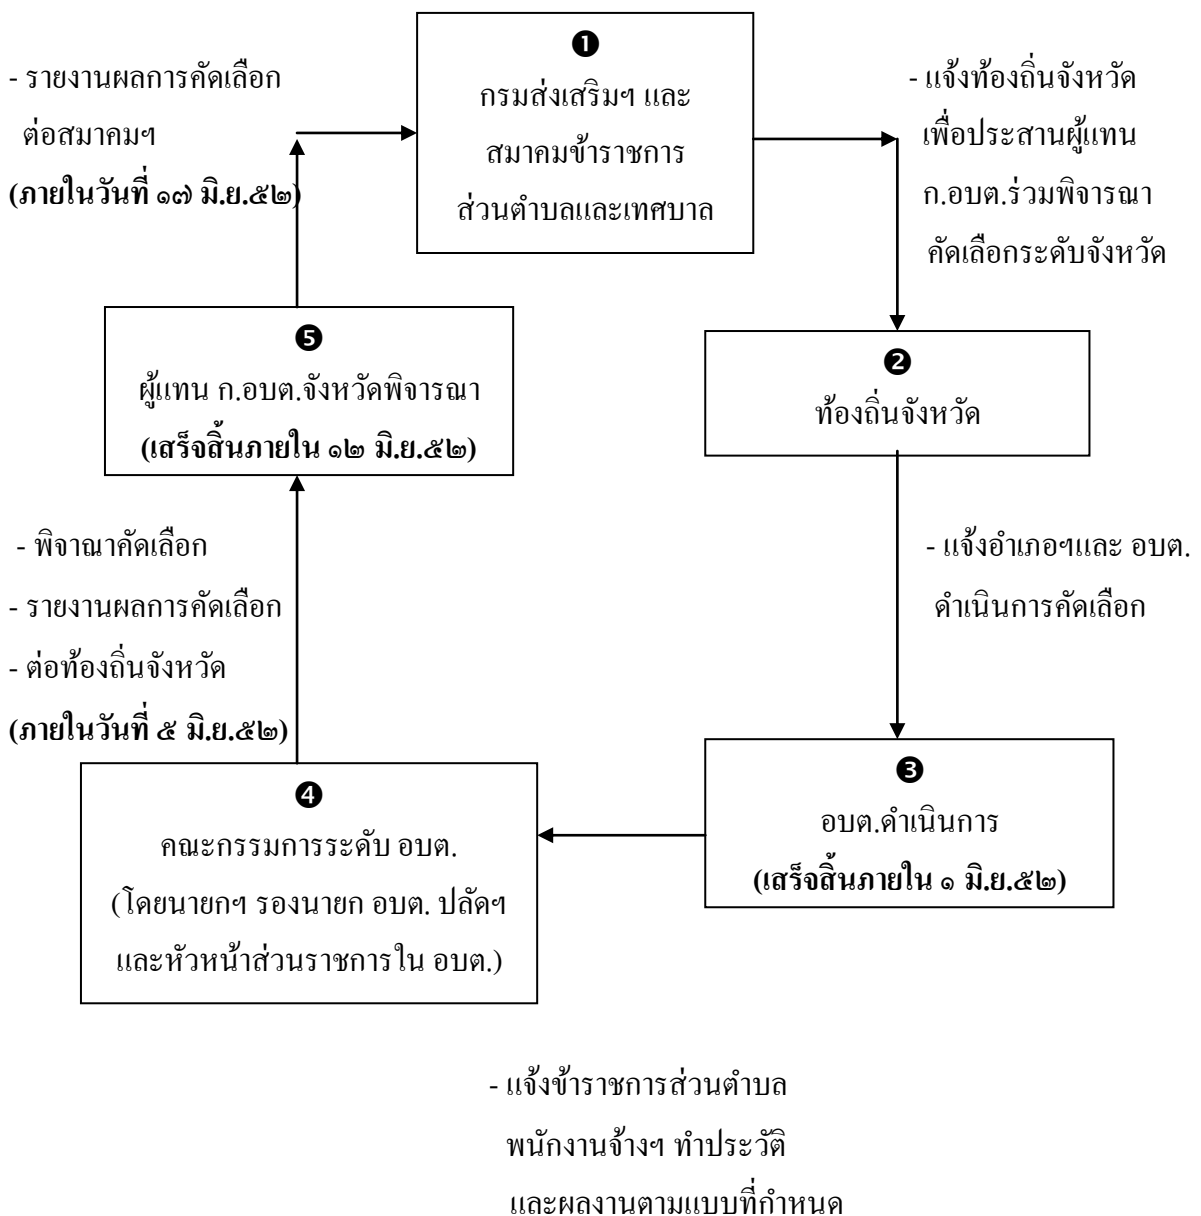 ❶
กรมส่งเสริมฯ และ
สมาคมข้าราชการ
ส่วนตำบลและเทศบาล
- แจ้งท้องถิ่นจังหวัด
เพื่อประสานผู้แทน
ก.อบต.ร่วมพิจารณา
คัดเลือกระดับจังหวัด
❷
ท้องถิ่นจังหวัด
- แจ้งอำเภอฯและ อบต.
ดำเนินการคัดเลือก
❸
อบต.ดำเนินการ
(เสร็จสิ้นภายใน ๑ มิ.ย.๕๒)
- แจ้งข้าราชการส่วนตำบล
พนักงานจ้างฯ ทำประวัติ
และผลงานตามแบบที่กำหนด
❹
คณะกรรมการระดับ อบต.
(โดยนายกฯ รองนายก อบต. ปลัดฯ
และหัวหน้าส่วนราชการใน อบต.)
- พิจาณาคัดเลือก
- รายงานผลการคัดเลือก
- ต่อท้องถิ่นจังหวัด
(ภายในวันที่ ๕ มิ.ย.๕๒)
❺
ผู้แทน ก.อบต.จังหวัดพิจารณา
(เสร็จสิ้นภายใน ๑๒ มิ.ย.๕๒)
- รายงานผลการคัดเลือก
ต่อสมาคมฯ
(ภายในวันที่ ๑๗ มิ.ย.๕๒)